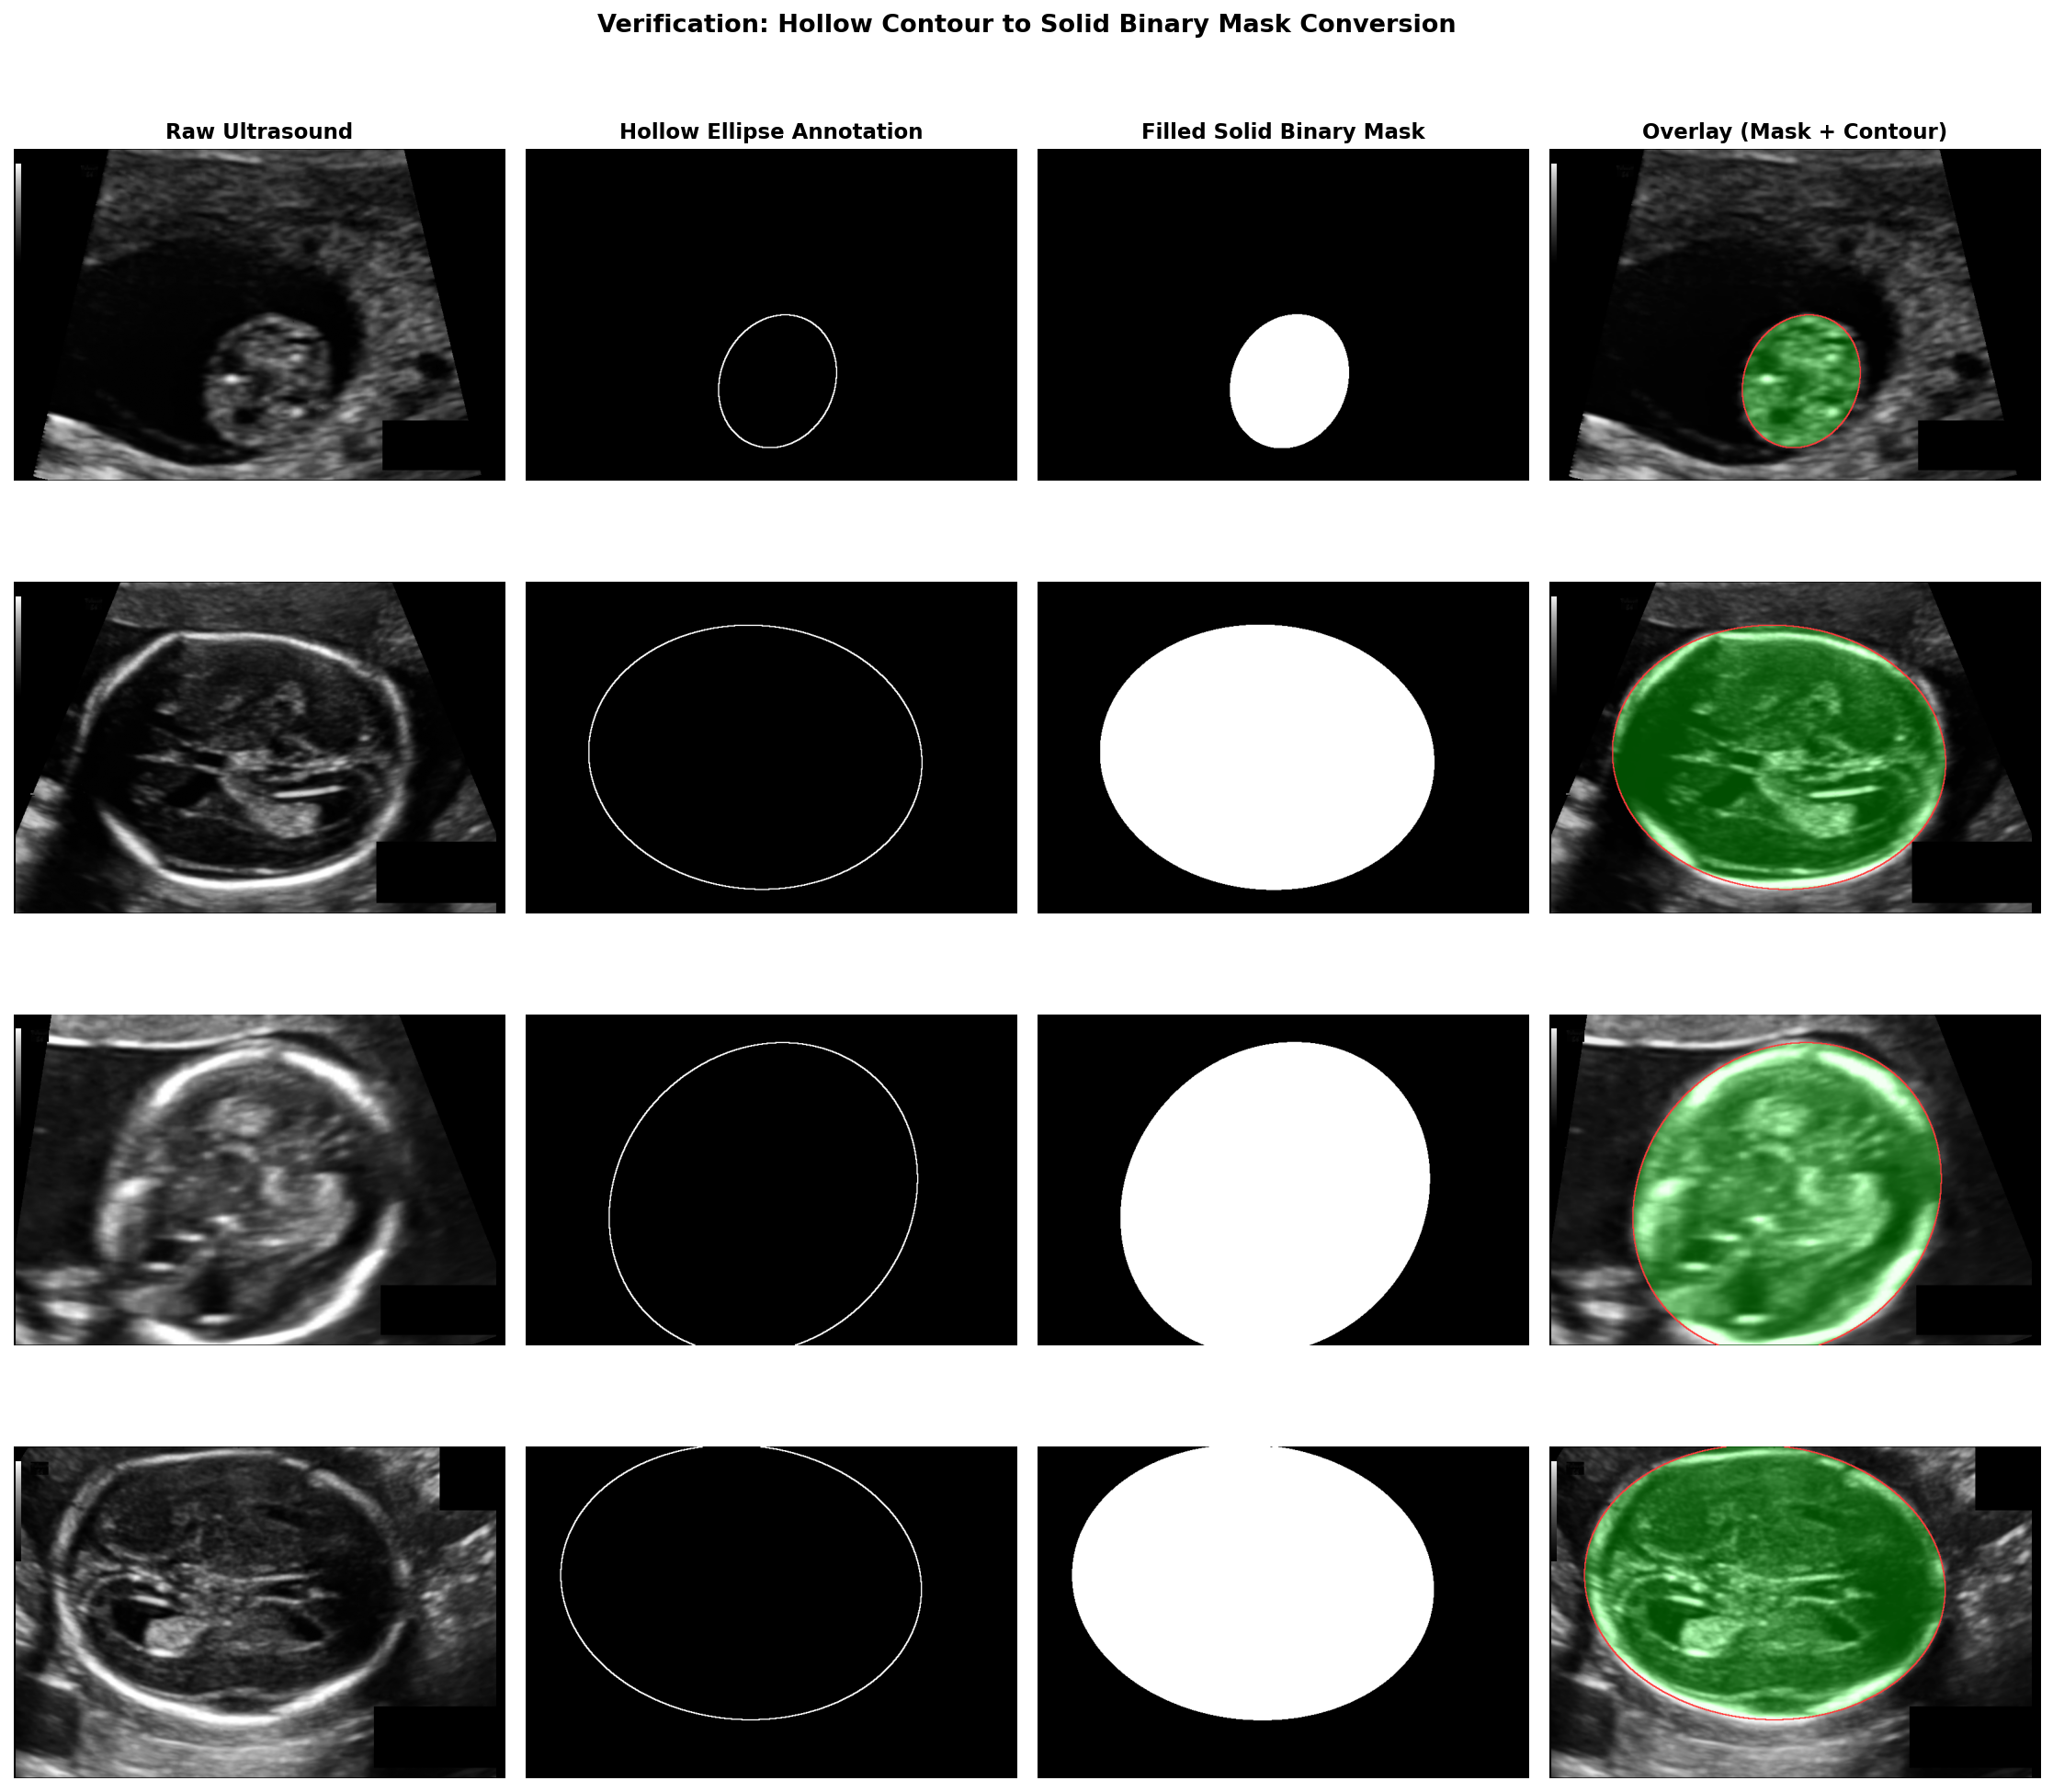 Verification: Hollow Contour to Solid Binary Mask Conversion
Raw Ultrasound
Hollow Ellipse Annotation
Filled Solid Binary Mask
Overlay (Mask + Contour)